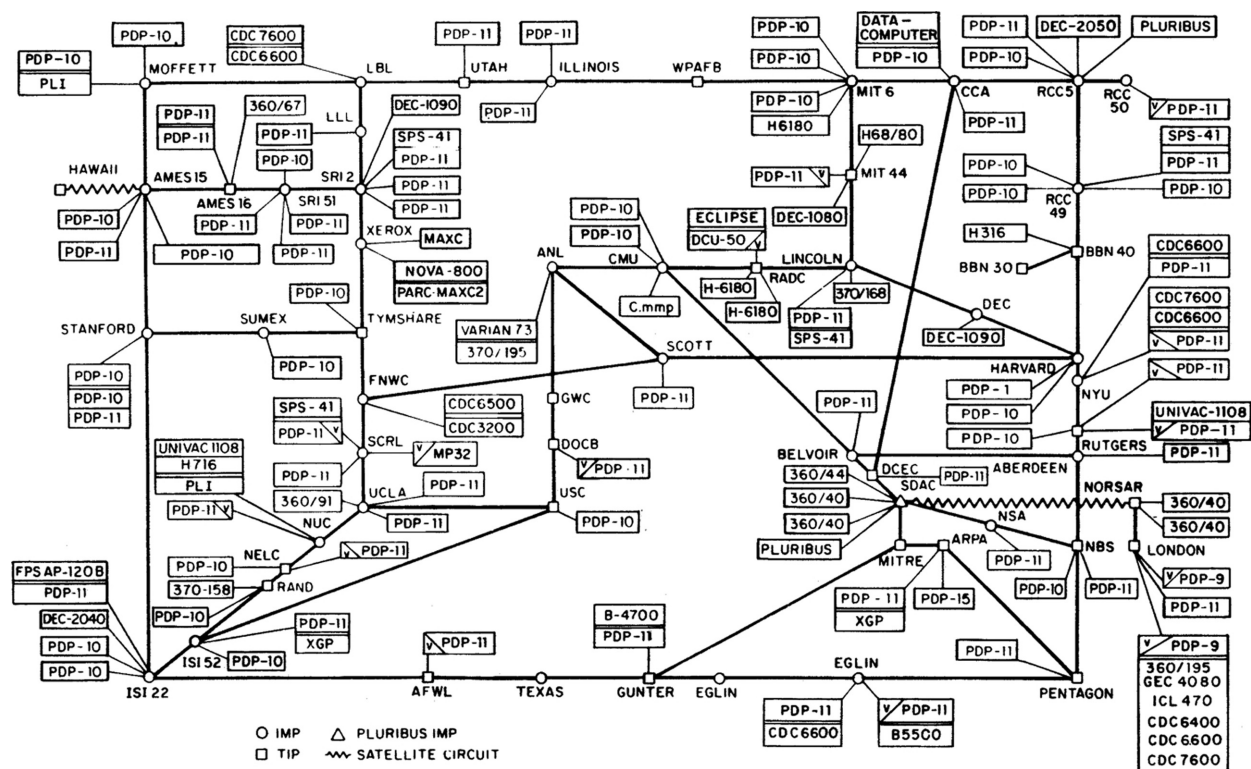 PDP-10
PDP-10
PLI
MOFFETT
CDC 7600
CDC 6600
LBL
PDP-11
UTAH
PDP-11
ILLINOIS
PDP-11
WPAFB
PDP-10
PDP-10
PDP-10
H6180
MIT 6
DATA-
COMPUTER
PDP-10
CCA
PDP-11
PDP-11
PDP-10
DEC-2050
PLURIBUS
RCC5
RCC
50
V PDP-11
LLL
PDP-11
PDP-11
360/67
PDP-11
PDP-10
DEC-1090
SPS-41
PDP-11
PDP-11
PDP-11
HAWAII
AMES 15
AMES 16
SRI 51
SRI 2
PDP-10
PDP-11
PDP-10
PDP-11
PDP-11
PDP-11
H68/80
PDP-11 V
MIT 44
DEC-1080
PDP-10
PDP-10
RCC
49
SPS-41
PDP-11
PDP-10
XEROX
MAXC
NOVA-800
PARC-MAXC2
PDP-10
PDP-10
ECLIPSE
DCU-50 V
H316
BBN 30
BBN 40
ANL
CMU
RADC
LINCOLN
C.mmp
H-6180
H-6180
370/168
PDP-11
SPS-41
CDC6600
PDP-11
CDC7600
CDC6600
V PDP-11
V PDP-11
DEC
DEC-1090
PDP-10
STANFORD
SUMEX
TYMSHARE
VARIAN 73
370/195
PDP-10
PDP-10
PDP-11
PDP-10
SCOTT
PDP-11
HARVARD
PDP-1
PDP-10
PDP-10
NYU
FNWC
CDC6500
CDC3200
GWC
SPS-41
PDP-11 V
SCRL
V MP32
PDP-11
DOCB
V PDP-11
PDP-11
UNIVAC-1108
V PDP-11
RUTGERS
PDP-11
UNIVAC 1108
H716
PLI
PDP-11 V
360/91
UCLA
PDP-11
PDP-11
USC
PDP-10
BELVOIR
DCEC
SDAC
PDP-11
ABERDEEN
360/44
360/40
360/40
PLURIBUS
NORSAR
360/40
360/40
NUC
NSA
PDP-11
NELC
PDP-10
V PDP-11
370-158
RAND
MITRE
ARPA
PDP-11
XGP
PDP-15
NBS
PDP-10
PDP-11
LONDON
V PDP-9
PDP-11
FPS AP-120B
PDP-11
DEC-2040
PDP-10
PDP-10
PDP-10
PDP-11
XGP
PDP-10
ISI 52
B-4700
PDP-11
V PDP-11
PDP-11
V PDP-9
360/195
GEC 4080
ICL 470
CDC6400
CDC6600
CDC7600
ISI 22
AFWL
TEXAS
GUNTER
EGLIN
EGLIN
PENTAGON
PDP-11
CDC6600
V PDP-11
B5500
IMP
PLURIBUS IMP
TIP
SATELLITE CIRCUIT